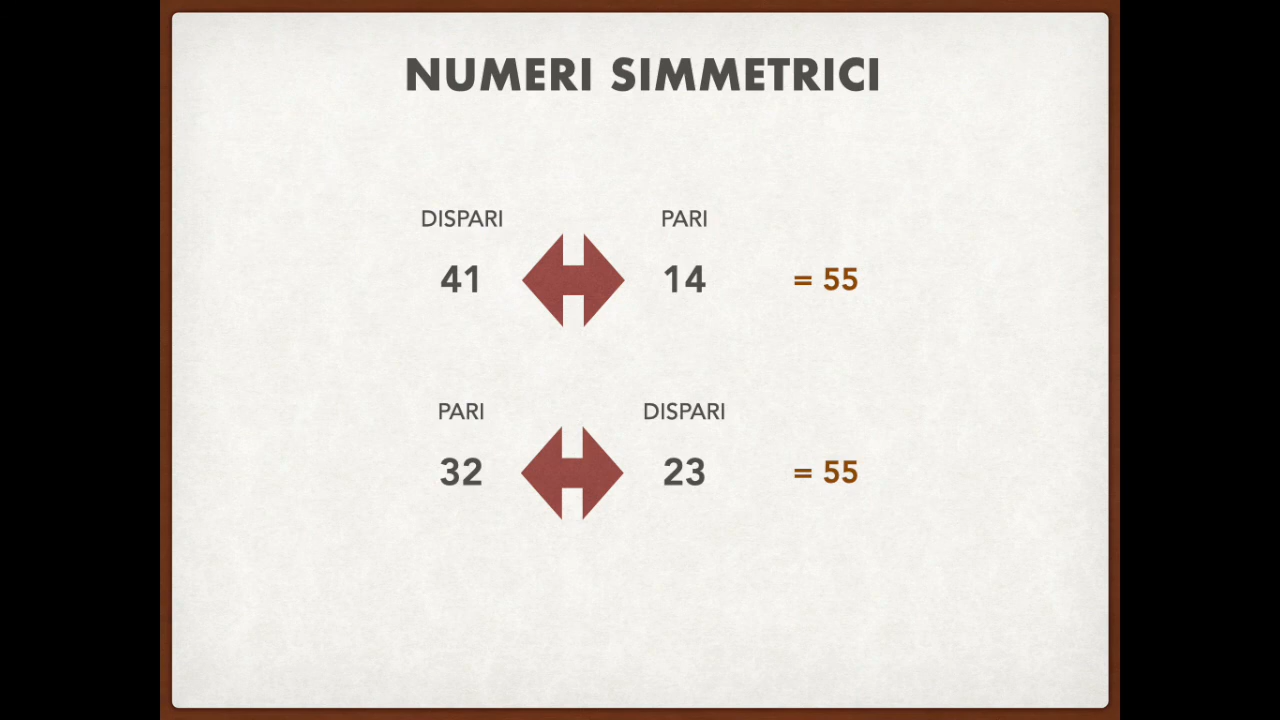 NUMERI SIMMETRICI
DISPARI PARI
41 14 = 55
PARI DISPARI
32 23 = 55